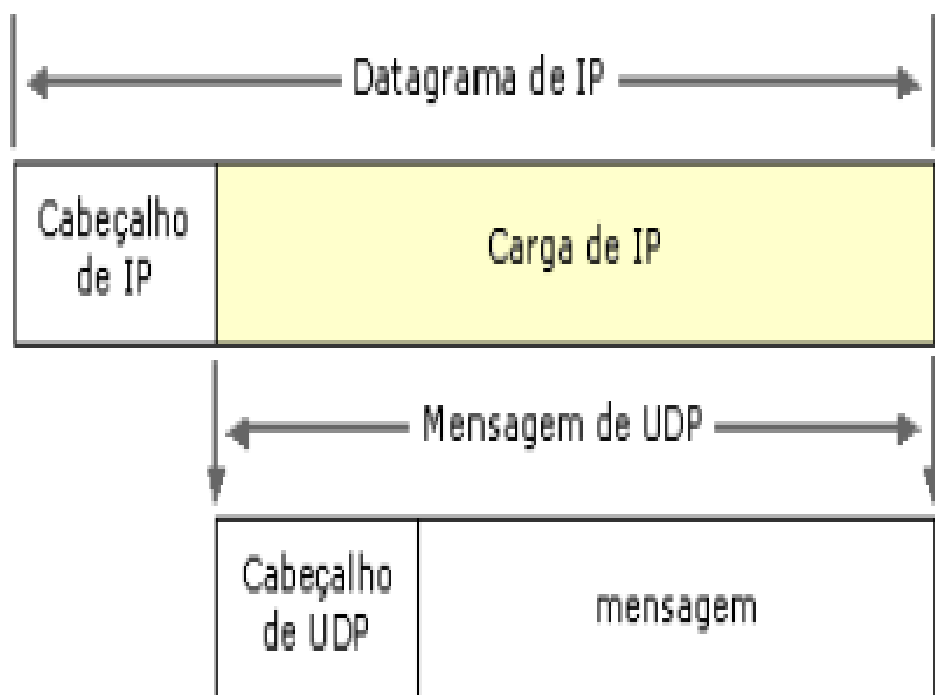 Datagrama de IP
Cabeçalho
de IP
Carga de IP
Mensagem de UDP
Cabeçalho
de UDP
mensagem